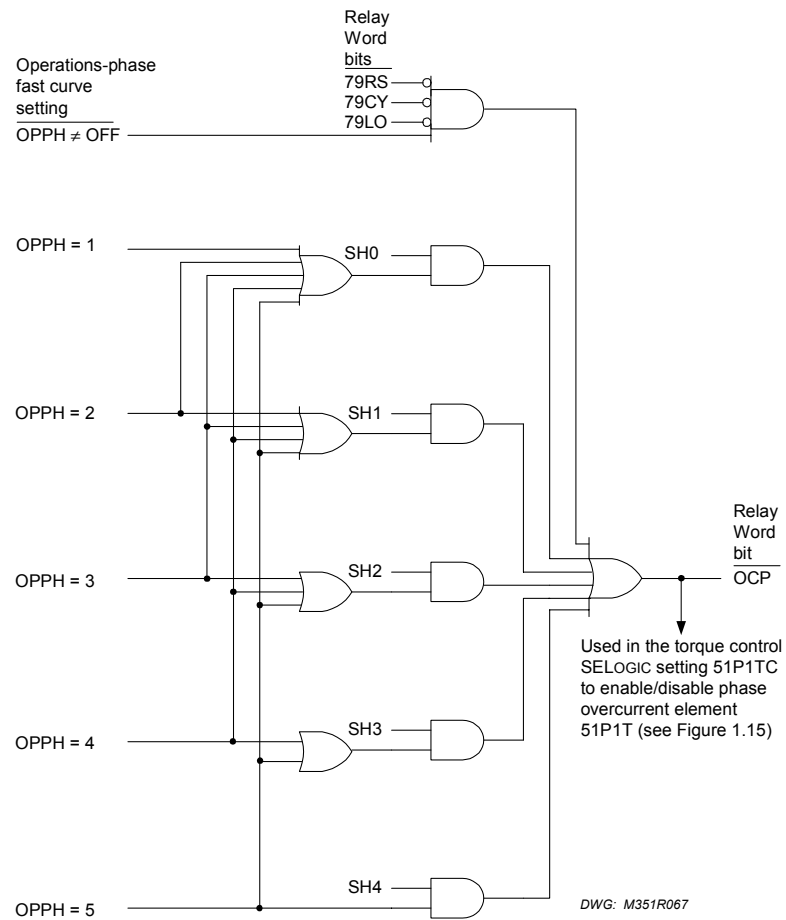 Relay
Word
bits
Operations-phase
fast curve
setting
79RS
79CY
79LO
OPPH ≠ OFF
OPPH = 1
SH0
OPPH = 2
SH1
OPPH = 3
SH2
Relay
Word
bit
OCP
Used in the torque control
SELOGIC setting 51P1TC
to enable/disable phase
overcurrent element
51P1T (see Figure 1.15)
OPPH = 4
SH3
OPPH = 5
SH4
DWG: M351R067